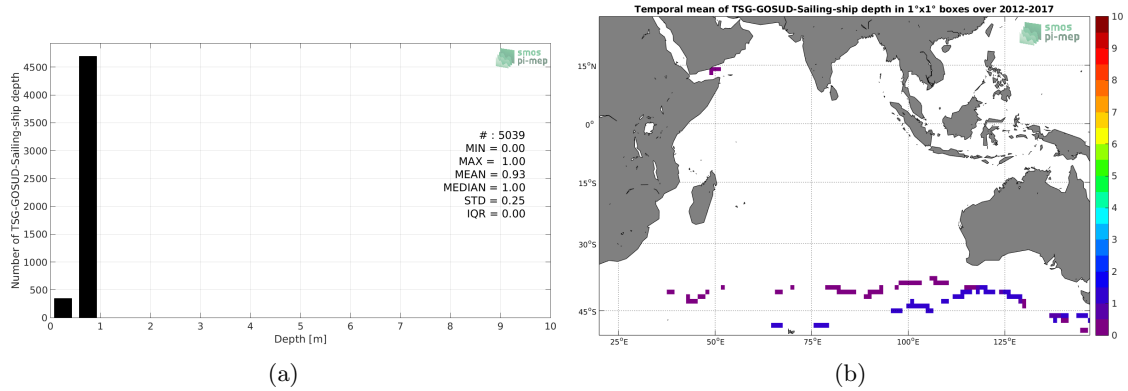 smos
pi-mep
Number of TSG-GOSUD-Sailing-ship depth
4500
4000
3500
3000
2500
2000
1500
1000
500
0
# : 5039
MIN = 0.00
MAX = 1.00
MEAN = 0.93
MEDIAN = 1.00
STD = 0.25
IQR = 0.00
0 1 2 3 4 5 6 7 8 9 10
Depth [m]
(a)
Temporal mean of TSG-GOSUD-Sailing-ship depth in 1°x1° boxes over 2012-2017
smos
pi-mep
15°N
0°
15°S
30°S
45°S
25°E 50°E 75°E 100°E 125°E
10
9
8
7
6
5
4
3
2
1
0
(b)